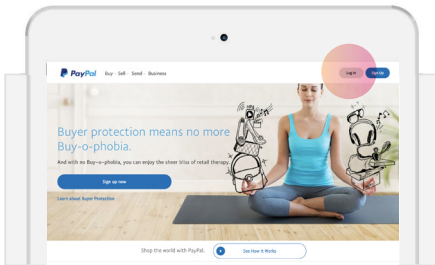 PayPal Buy Sell Send Business Log In Sign Up
Buyer protection means no more
Buy-o-phobia.
And with no Buy-o-phobia, you can enjoy the sheer bliss of retail therapy.
Sign up now
Learn about Buyer Protection
Shop the world with PayPal. See How It Works